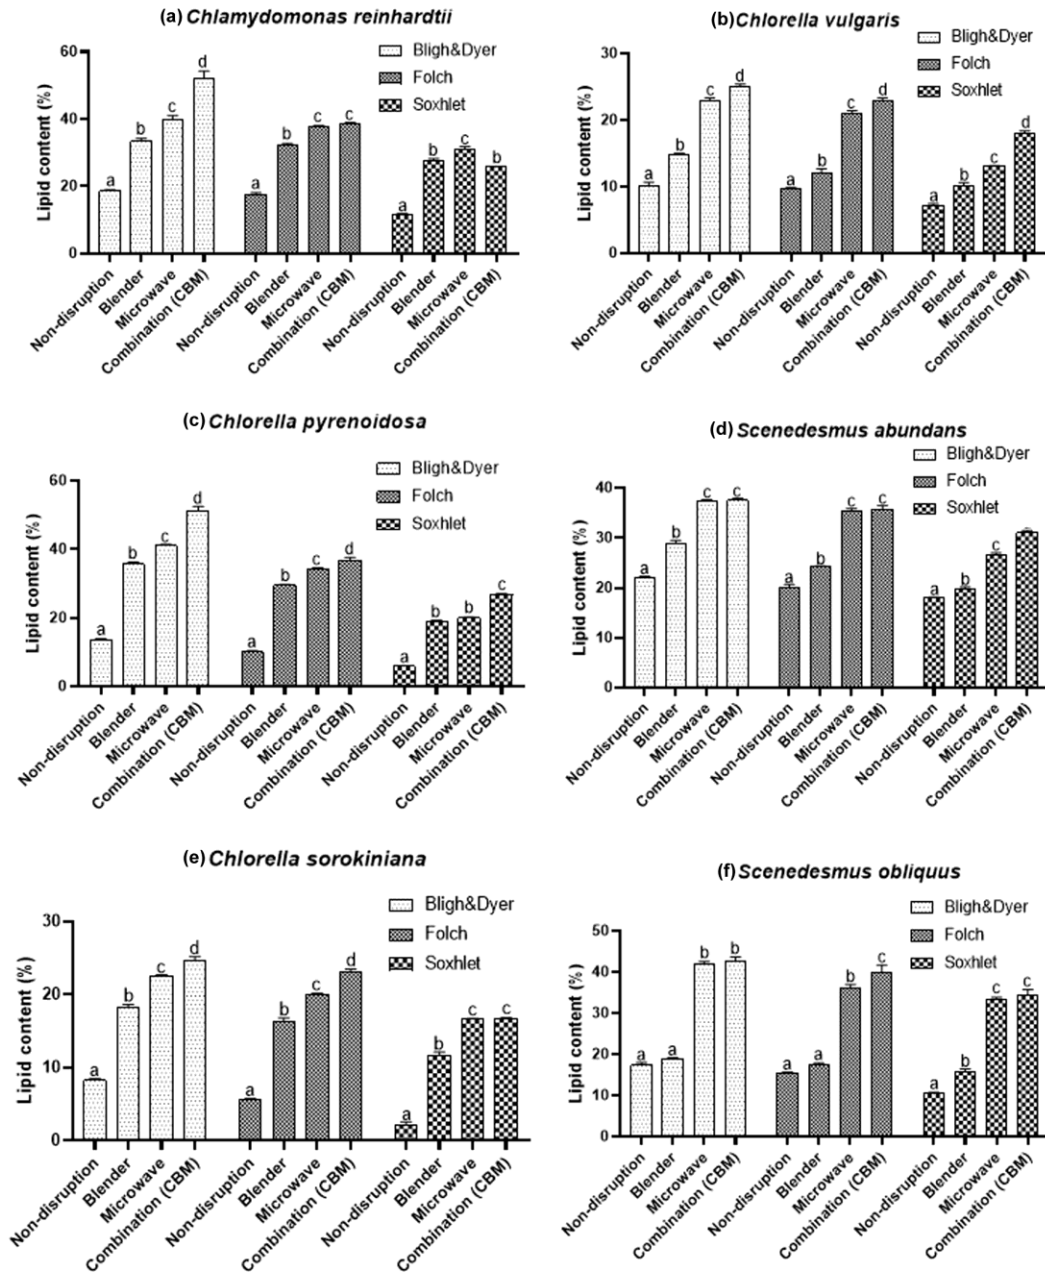 (a) Chlamydomonas reinhardtii
Bligh&Dyer
Folch
Soxhlet
Lipid content (%)
60
40
20
0
a
b
c
d
a
b
c
c
a
b
c
b
Non-disruption
Blender
Microwave
Combination (CBM)
Non-disruption
Blender
Microwave
Combination (CBM)
Non-disruption
Blender
Microwave
Combination (CBM)
(b) Chlorella vulgaris
Bligh&Dyer
Folch
Soxhlet
Lipid content (%)
30
20
10
0
a
b
c
d
a
b
c
d
a
b
c
d
Non-disruption
Blender
Microwave
Combination (CBM)
Non-disruption
Blender
Microwave
Combination (CBM)
Non-disruption
Blender
Microwave
Combination (CBM)
(c) Chlorella pyrenoidosa
Bligh&Dyer
Folch
Soxhlet
Lipid content (%)
60
40
20
0
a
b
c
d
a
b
c
d
a
b
b
c
Non-disruption
Blender
Microwave
Combination (CBM)
Non-disruption
Blender
Microwave
Combination (CBM)
Non-disruption
Blender
Microwave
Combination (CBM)
(d) Scenedesmus abundans
Bligh&Dyer
Folch
Soxhlet
Lipid content (%)
40
30
20
10
0
a
b
c
c
a
b
c
c
a
b
c
Non-disruption
Blender
Microwave
Combination (CBM)
Non-disruption
Blender
Microwave
Combination (CBM)
Non-disruption
Blender
Microwave
Combination (CBM)
(e) Chlorella sorokiniana
Bligh&Dyer
Folch
Soxhlet
Lipid content (%)
30
20
10
0
a
b
c
d
a
b
c
d
a
b
c
c
Non-disruption
Blender
Microwave
Combination (CBM)
Non-disruption
Blender
Microwave
Combination (CBM)
Non-disruption
Blender
Microwave
Combination (CBM)
(f) Scenedesmus obliquus
Bligh&Dyer
Folch
Soxhlet
Lipid content (%)
50
40
30
20
10
0
a
a
b
b
a
a
b
c
a
b
c
c
Non-disruption
Blender
Microwave
Combination (CBM)
Non-disruption
Blender
Microwave
Combination (CBM)
Non-disruption
Blender
Microwave
Combination (CBM)